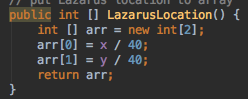 // put Lazarus location to array
public int [] LazarusLocation() {
int [] arr = new int[2];
arr[0] = x / 40;
arr[1] = y / 40;
return arr;